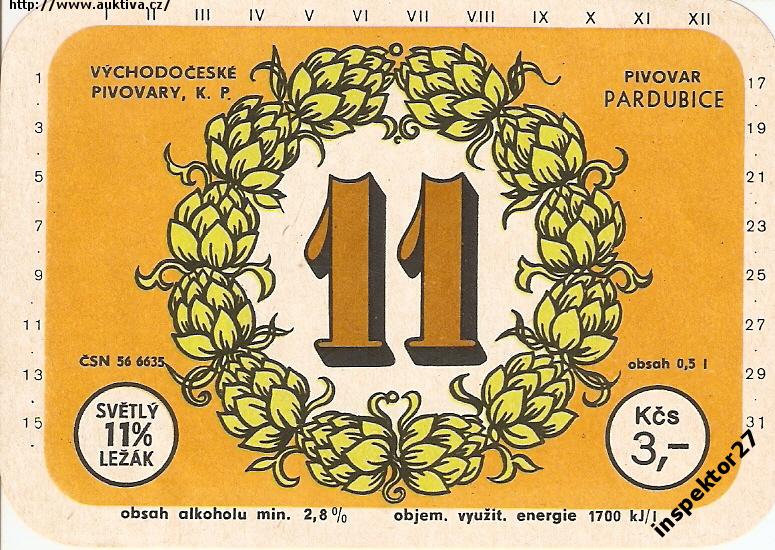 http://www.auktiva.cz/
I II III IV V VI VII VIII IX X XI XII
VÝCHODOČESKÉ
PIVOVARY, K. P.
PIVOVAR
PARDUBICE
1
3
5
7
9
11
13
15
17
19
21
23
25
27
29
31
11
ČSN 56 6635
obsah 0,5 l
SVĚTLÝ
11%
LEŽÁK
Kčs
3,-
obsah alkoholu min. 2,8%
objem. využit. energie 1700 kJ/l
inspektor27